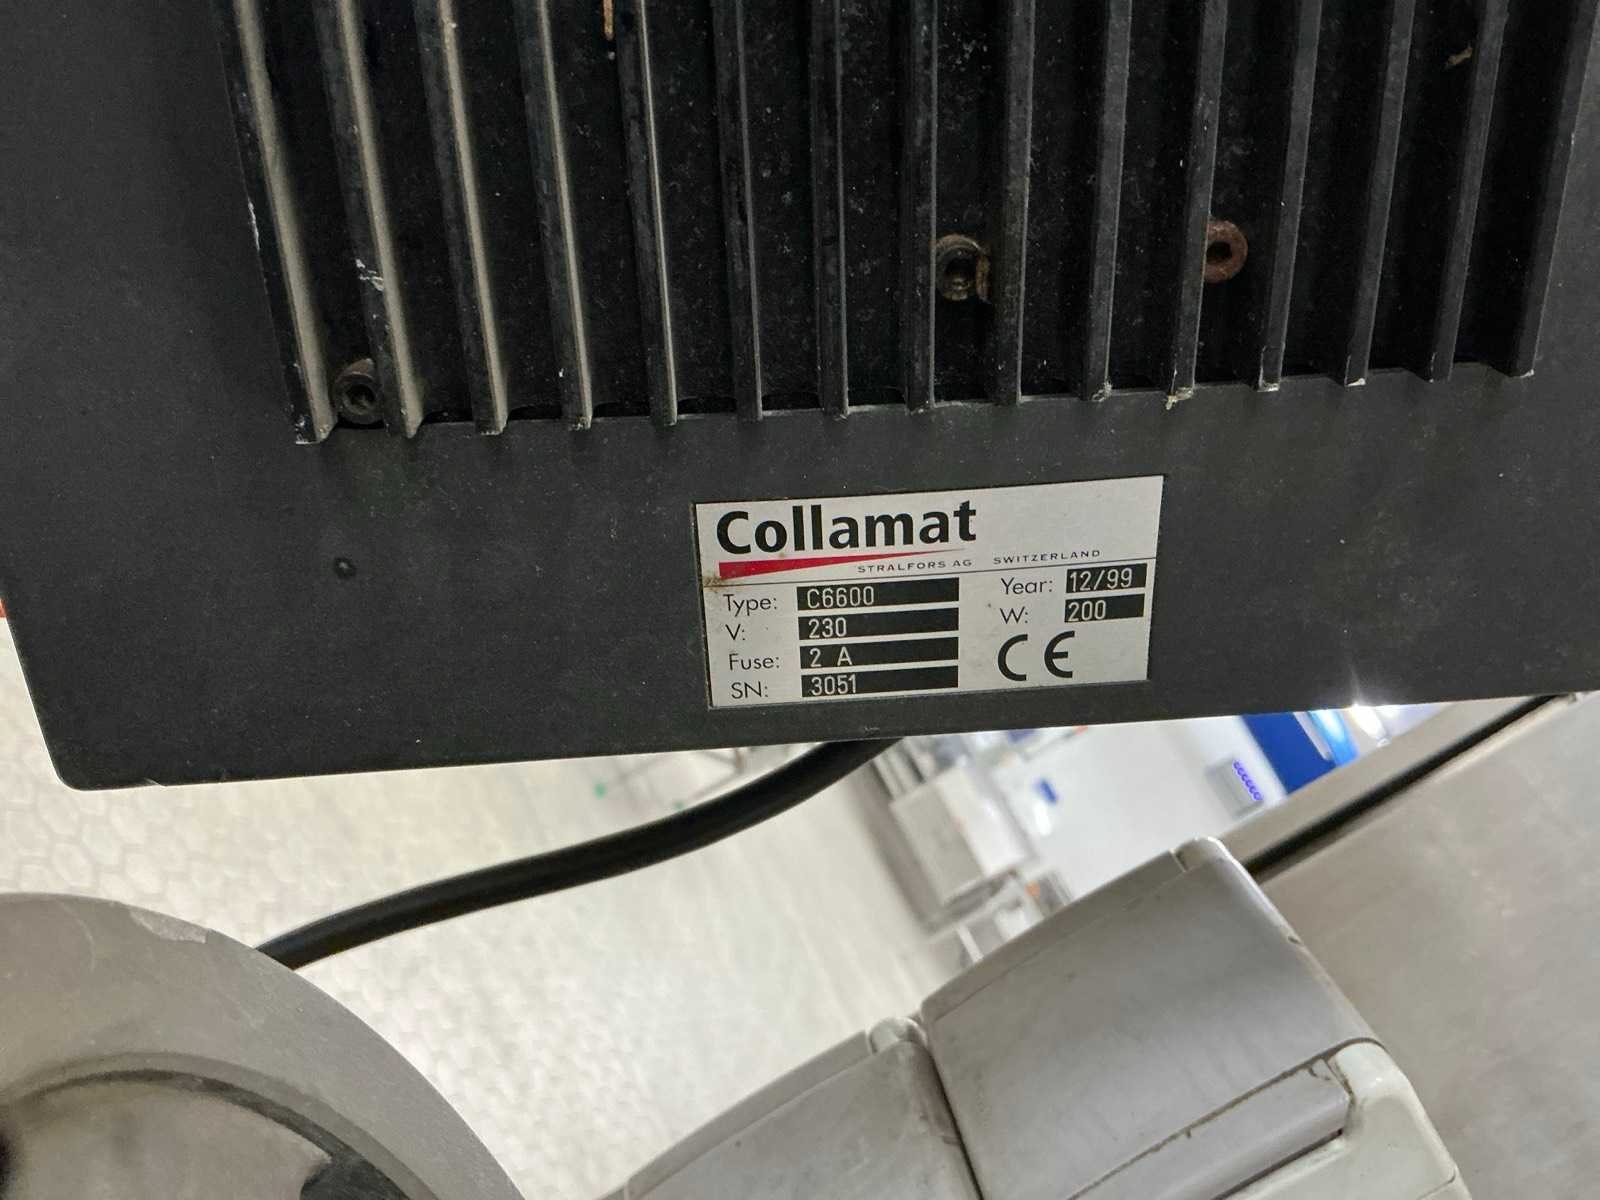 Collamat
STRALFORS AG SWITZERLAND
Type: C6600 Year: 12/99
V: 230 W: 200
Fuse: 2 A
SN: 3051
CE